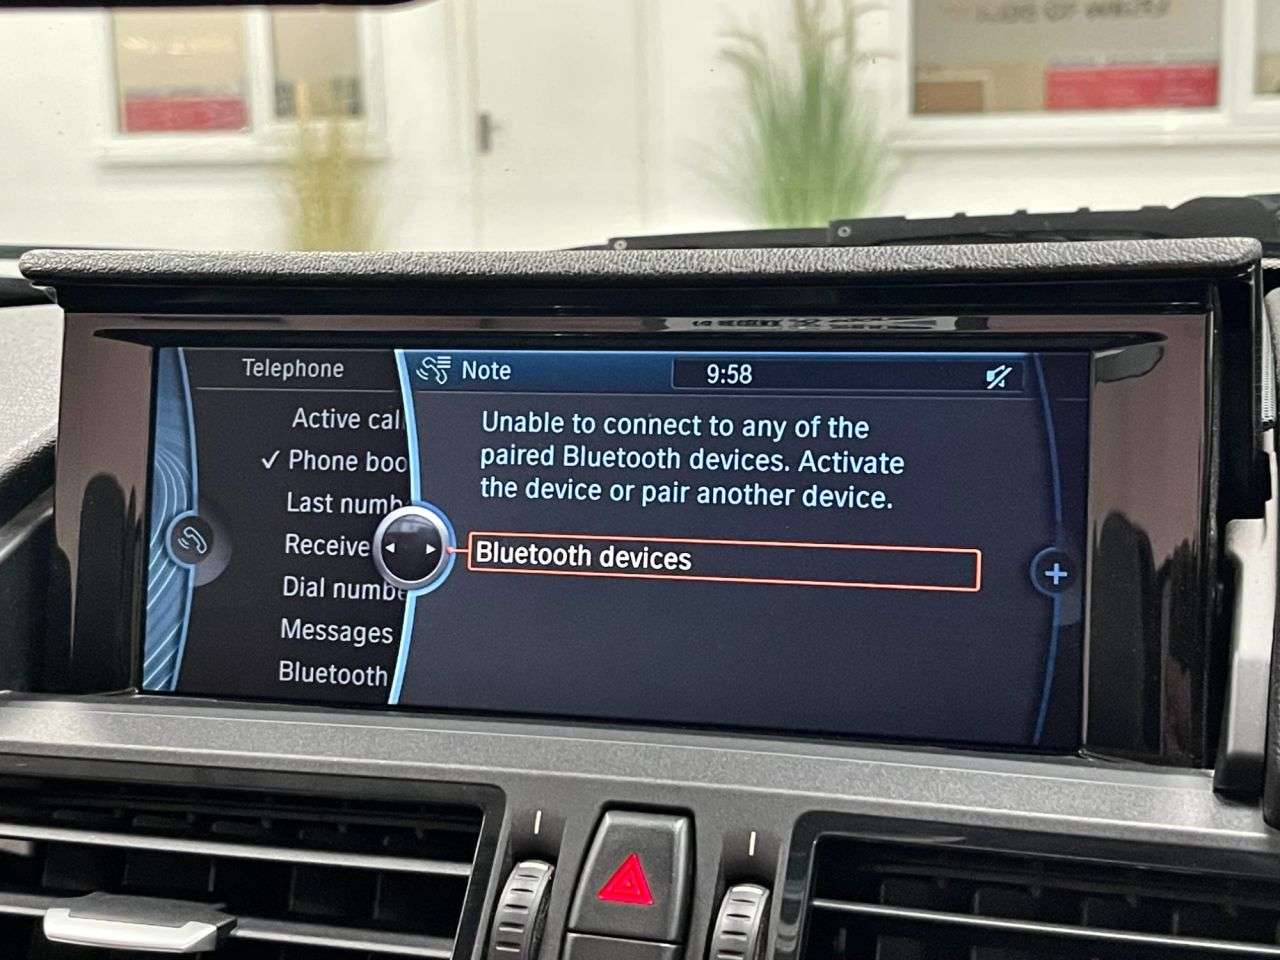 Telephone
Active cal
✓ Phone boo
Last numb
Receive
Dial numbe
Messages
Bluetooth
Note
9:58
Unable to connect to any of the
paired Bluetooth devices. Activate
the device or pair another device.
Bluetooth devices